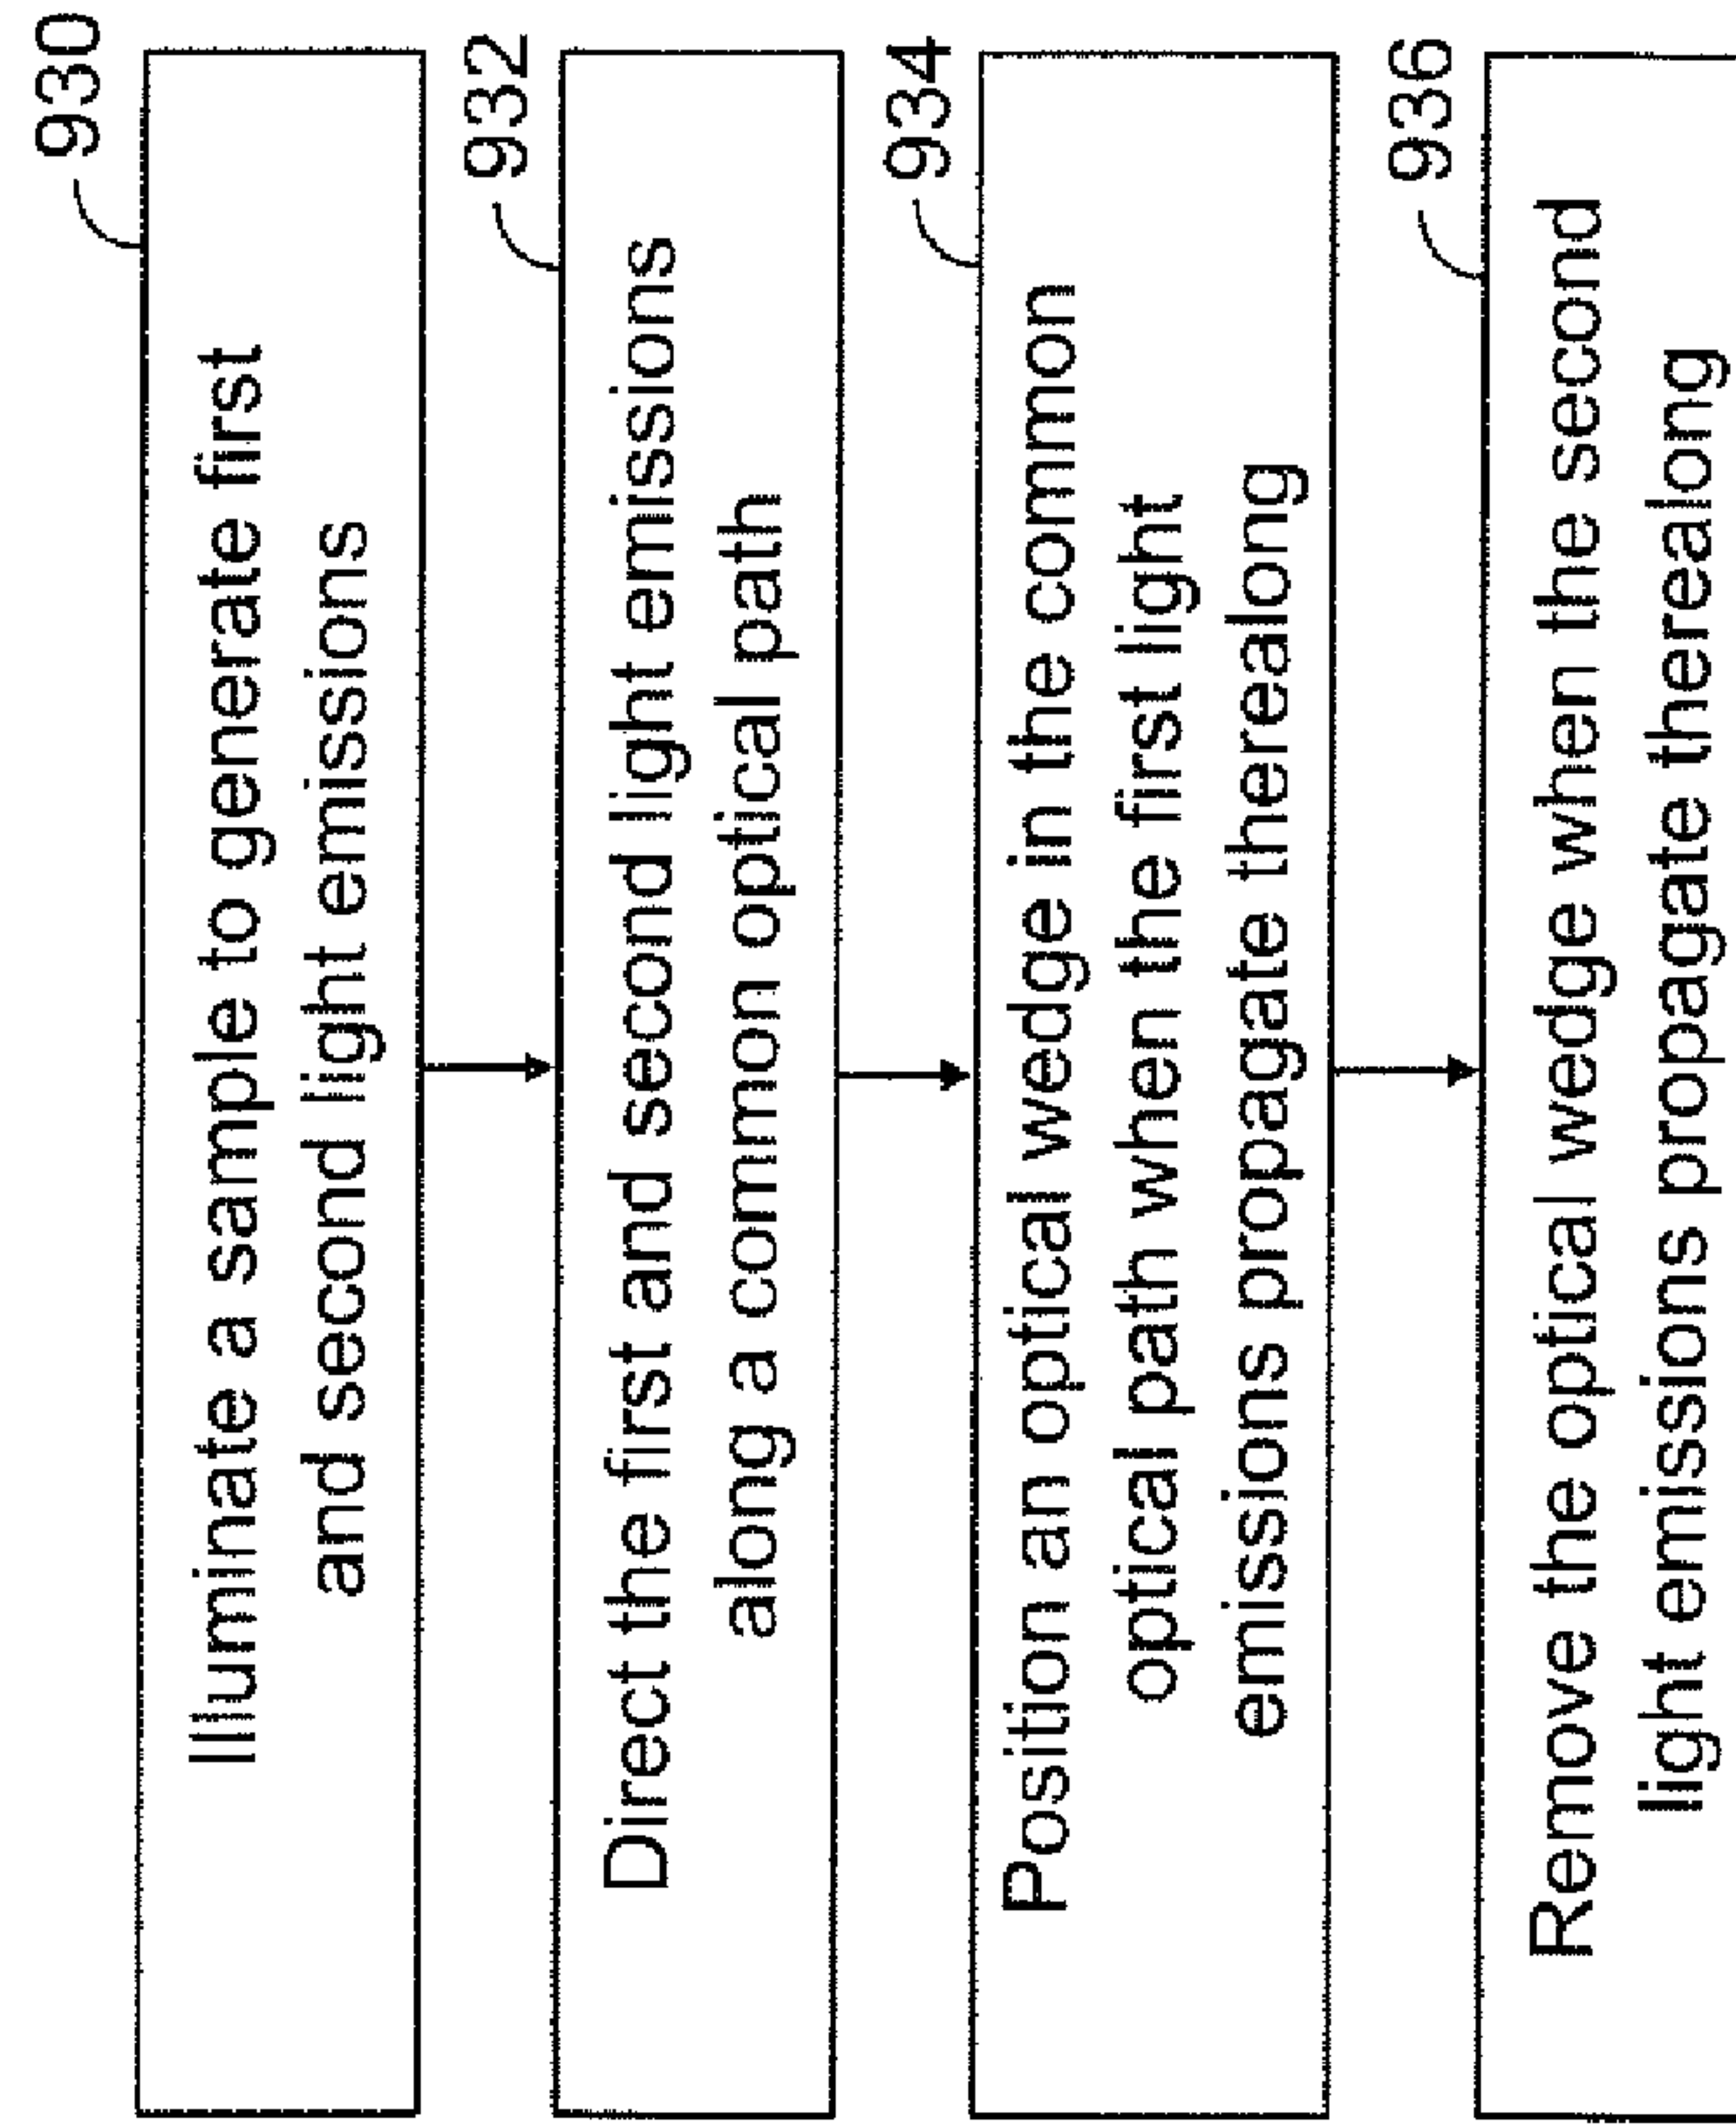 930
Illuminate a sample to generate first
and second light emissions
932
Direct the first and second light emissions
along a common optical path
934
Position an optical wedge in the common
optical path when the first light
emissions propagate therealong
936
Remove the optical wedge when the second
light emissions propagate therealong